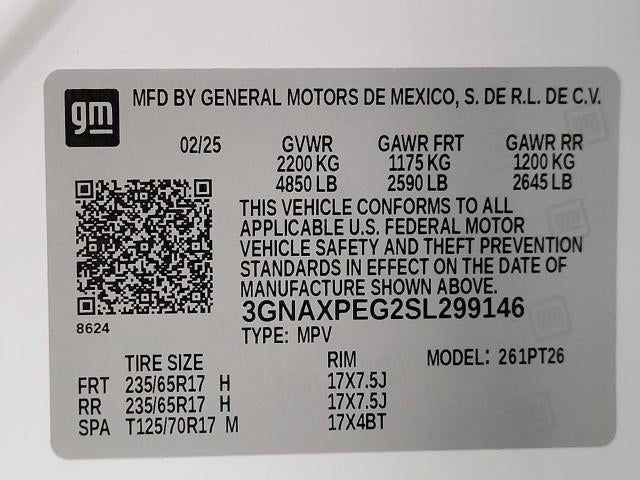 gm MFD BY GENERAL MOTORS DE MEXICO, S. DE R.L. DE C.V.
02/25 GVWR GAWR FRT GAWR RR
2200 KG 1175 KG 1200 KG
4850 LB 2590 LB 2645 LB
THIS VEHICLE CONFORMS TO ALL
APPLICABLE U.S. FEDERAL MOTOR
VEHICLE SAFETY AND THEFT PREVENTION
STANDARDS IN EFFECT ON THE DATE OF
MANUFACTURE SHOWN ABOVE.
3GNAXPEG2SL299146
8624
TYPE: MPV
TIRE SIZE RIM MODEL: 261PT26
FRT 235/65R17 H 17X7.5J
RR 235/65R17 H 17X7.5J
SPA T125/70R17 M 17X4BT